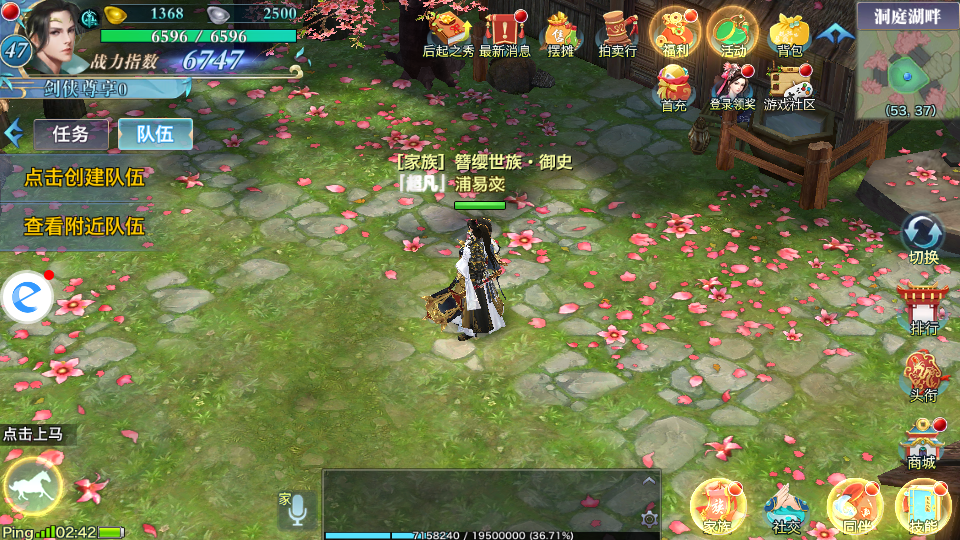 1368 2500
47
6596 / 6596
战力指数 6747
剑侠尊享0
任务 队伍
点击创建队伍
查看附近队伍
后起之秀 最新消息 摆摊 拍卖行 福利 活动 背包
首充 登录领奖 游戏社区
洞庭湖畔
(53, 37)
[家族] 簪缨世族·御史
「超凡」 浦易焱
切换
排行
头衔
商城
点击上马
家
家族 社交 同伴 技能
Ping 02:42
7158240 / 19500000 (36.71%)